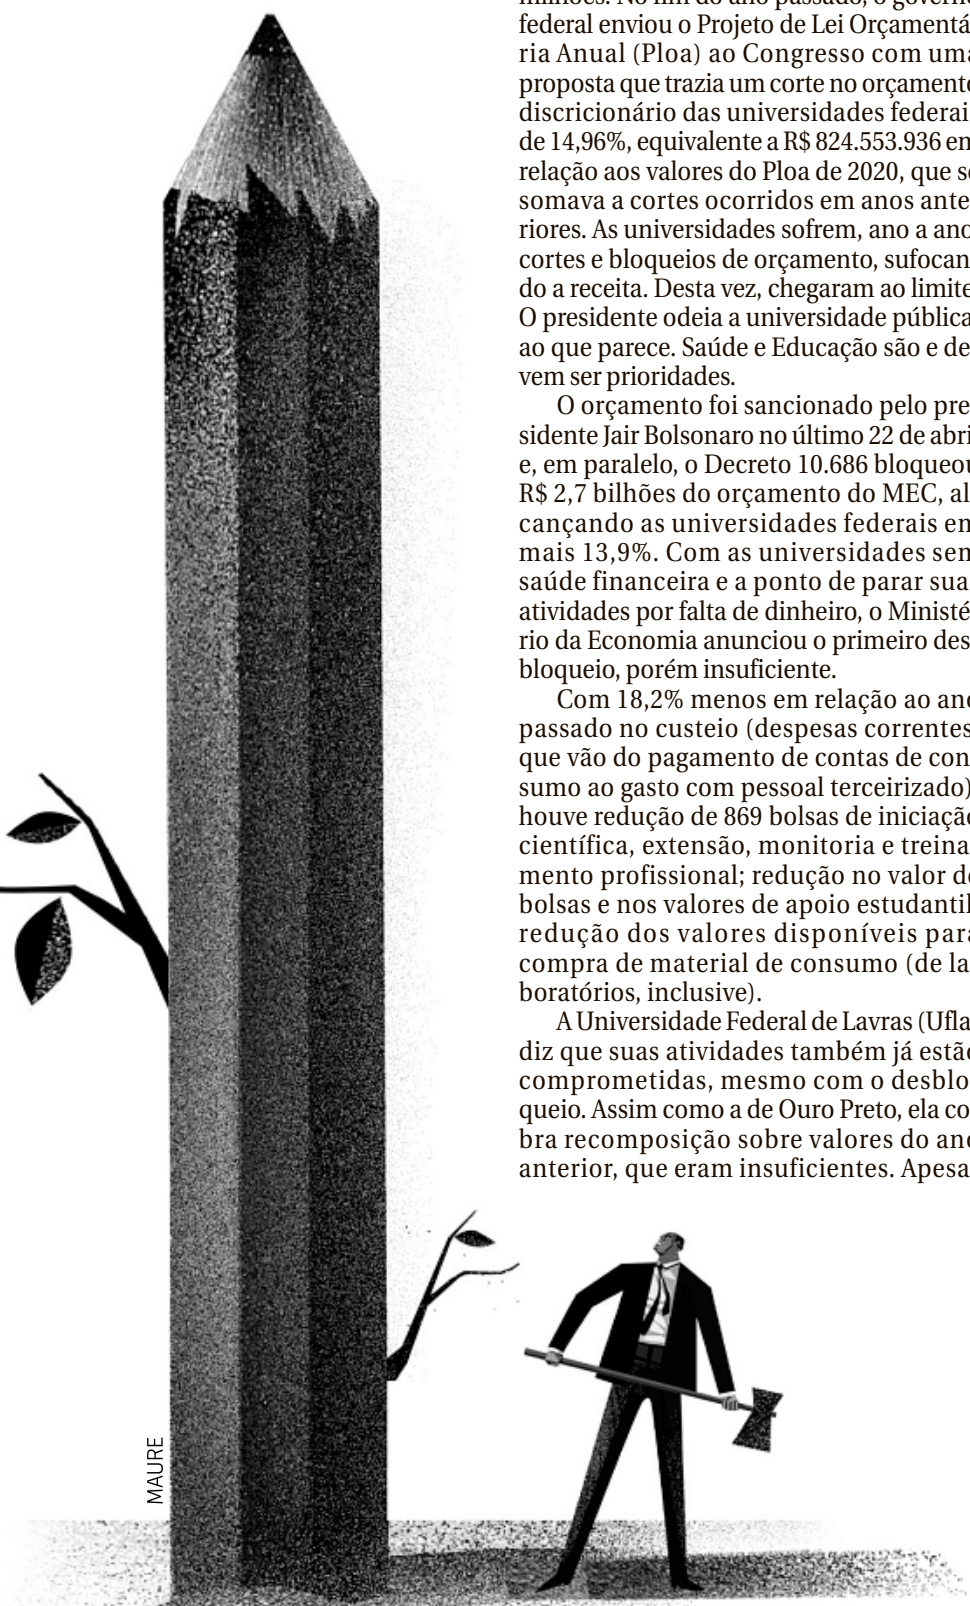 milhões. No fim do ano passado, o governo
federal enviou o Projeto de Lei Orçamentá-
ria Anual (Ploa) ao Congresso com uma
proposta que trazia um corte no orçamento
discricionário das universidades federai
de 14,96%, equivalente a R$ 824.553.936 em
relação aos valores do Ploa de 2020, que se
somava a cortes ocorridos em anos ante-
riores. As universidades sofrem, ano a ano,
cortes e bloqueios de orçamento, sufocan-
do a receita. Desta vez, chegaram ao limite.
O presidente odeia a universidade pública,
ao que parece. Saúde e Educação são e de-
vem ser prioridades.
O orçamento foi sancionado pelo pre-
sidente Jair Bolsonaro no último 22 de abri
e, em paralelo, o Decreto 10.686 bloqueou
R$ 2,7 bilhões do orçamento do MEC, al-
cançando as universidades federais em
mais 13,9%. Com as universidades sem
saúde financeira e a ponto de parar sua
atividades por falta de dinheiro, o Ministé-
rio da Economia anunciou o primeiro des-
bloqueio, porém insuficiente.
Com 18,2% menos em relação ao ano
passado no custeio (despesas correntes,
que vão do pagamento de contas de con-
sumo ao gasto com pessoal terceirizado),
houve redução de 869 bolsas de iniciação
científica, extensão, monitoria e treina-
mento profissional; redução no valor de
bolsas e nos valores de apoio estudantil;
redução dos valores disponíveis para
compra de material de consumo (de la-
boratórios, inclusive).
A Universidade Federal de Lavras (Ufla)
diz que suas atividades também já estão
comprometidas, mesmo com o desblo-
queio. Assim como a de Ouro Preto, ela co-
bra recomposição sobre valores do ano
anterior, que eram insuficientes. Apesa
MAURE